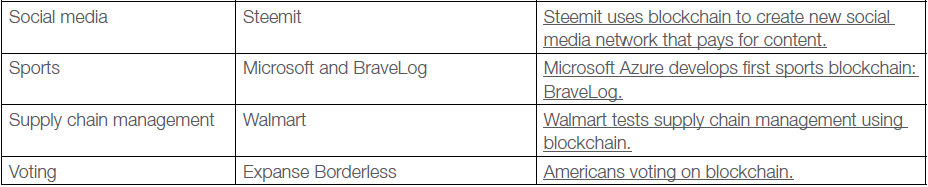 Social media Steemit Steemit uses blockchain to create new social
media network that pays for content.
Sports Microsoft and BraveLog Microsoft Azure develops first sports blockchain:
BraveLog.
Supply chain management Walmart Walmart tests supply chain management using
blockchain.
Voting Expanse Borderless Americans voting on blockchain.